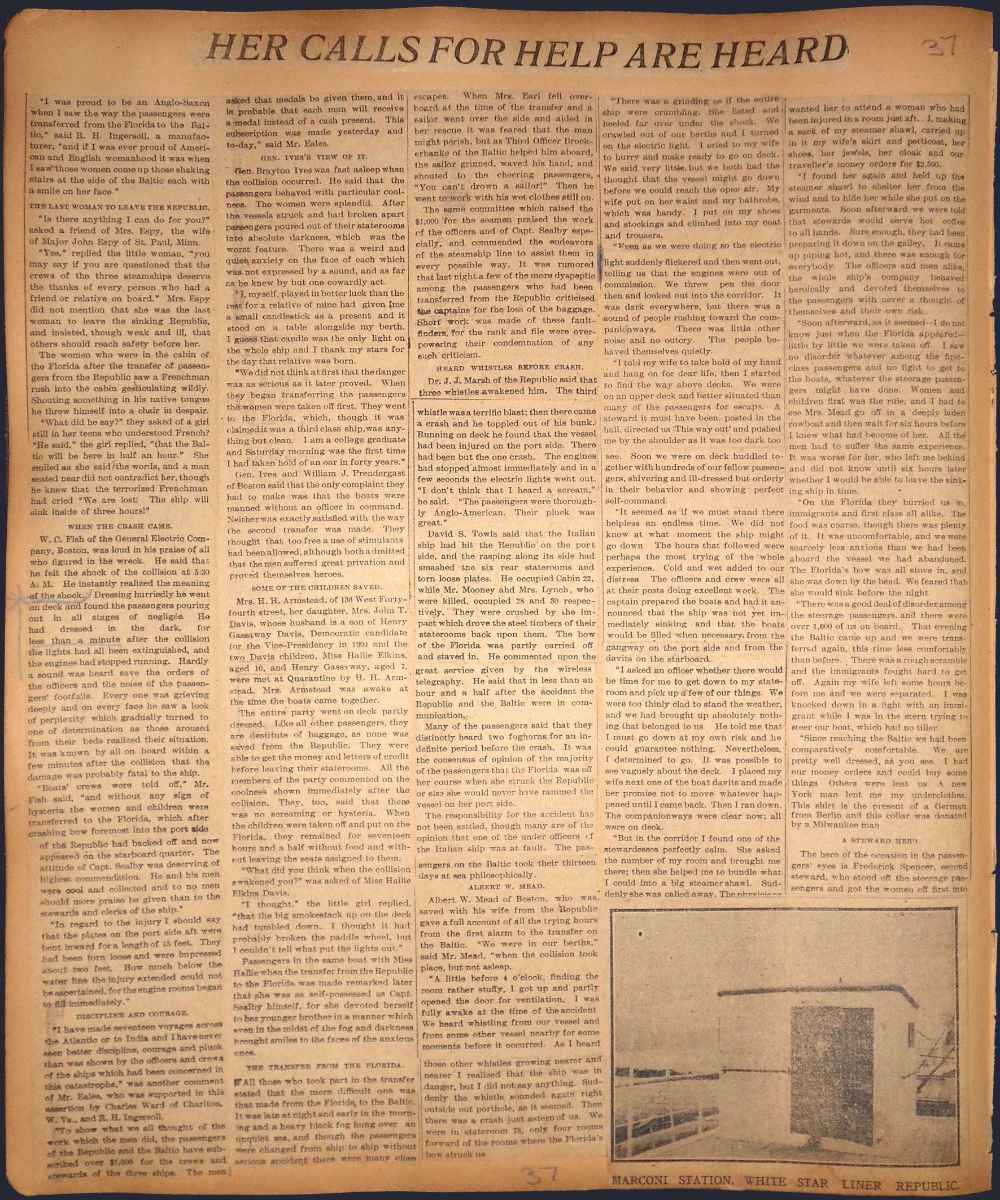 HER CALLS FOR HELP ARE HEARD
37
"I was proud to be an Anglo-Saxon
when I saw the way the passengers were
transferred from the Florida to the Bal-
tic," said R. H. Ingersoll, a manufac-
turer, "and if I was ever proud of Ameri-
can and English womanhood it was when
I saw those women come up those shaking
stairs at the side of the Baltic each with
a smile on her face."
THE LAST WOMAN TO LEAVE THE REPUBLIC.
"Is there anything I can do for you?"
asked a friend of Mrs. Espy, the wife
of Major John Espy of St. Paul, Minn.
"Yes," replied the little woman, "you
may say if you are questioned that the
crews of the three steamships deserve
the thanks of every person who had a
friend or relative on board." Mrs. Espy
did not mention that she was the last
woman to leave the sinking Republic,
and insisted, though weak and ill, that
others should reach safety before her.
The women who were in the cabin of
the Florida after the transfer of passen-
gers from the Republic saw a Frenchman
rush into the cabin gesticulating wildly.
Shouting something in his native tongue
he threw himself into a chair in despair.
"What did he say?" they asked of a girl
still in her teens who understood French?
"He said," the girl replied, "that the Bal-
tic will be here in half an hour." She
smiled as she said the words, and a man
seated near did not contradict her, though
he knew that the terrorized Frenchman
had cried "We are lost! The ship will
sink inside of three hours!"
WHEN THE CRASH CAME.
W. C. Fish of the General Electric Com-
pany, Boston, was loud in his praise of all
who figured in the wreck. He said that
he felt the shock of the collision at 5:30
A. M. He instantly realized the meaning
of the shock. Dressing hurriedly he went
on deck and found the passengers pouring
out in all stages of negligée. He
had dressed in the dark, for
less than a minute after the collision
the lights had all been extinguished, and
the engines had stopped running. Hardly
a sound was heard save the orders of
the officers and the noise of the passen-
gers' footfalls. Every one was grieving
deeply and on every face he saw a look
of perplexity which gradually turned to
one of determination as those aroused
from their beds realized their situation.
It was known by all on board within a
few minutes after the collision that the
damage was probably fatal to the ship.
"Boats' crews were told off," Mr.
Fish said, "and without any sign of
hysteria, the women and children were
transferred to the Florida, which after
crashing bow foremost into the port side
of the Republic had backed off and now
appeared on the starboard quarter. The
attitude of Capt. Sealby was deserving of
highest commendation. He and his men
were cool and collected and to no men
should more praise be given than to the
stewards and clerks of the ship."
"In regard to the injury I should say
that the plates on the port side aft were
bent inward for a length of 15 feet. They
had been torn loose and were impressed
about two feet. How much below the
water line the injury extended could not
be ascertained, for the engine rooms began
to fill immediately."
DISCIPLINE AND COURAGE.
"I have made seventeen voyages across
the Atlantic or to India and I have never
seen better discipline, courage and pluck
than was shown by the officers and crews
of the ships which had been concerned in
this catastrophe," was another comment
of Mr. Eales, who was supported in this
assertion by Charles Ward of Charlton,
W. Va., and R. H. Ingersoll.
"To show what we all thought of the
work which the men did, the passengers
of the Republic and the Baltic have sub-
scribed over $1,000 for the crews and
stewards of the three ships. The men
asked that medals be given them, and it
is probable that each man will receive
a medal instead of a cash present. This
subscription was made yesterday and
to-day," said Mr. Eales.
GEN. IVES'S VIEW OF IT.
Gen. Brayton Ives was fast asleep when
the collision occurred. He said that the
passengers behaved with particular cool-
ness. The women were splendid. After
the vessels struck and had broken apart
passengers poured out of their staterooms
into absolute darkness, which was the
worst feature. There was a weird and
quiet anxiety on the face of each which
was not expressed by a sound, and as far
as he knew by but one cowardly act.
"I, myself, played in better luck than the
rest for a relative of mine had given me
a small candlestick as a present and it
stood on a table alongside my berth.
I guess that candle was the only light on
the whole ship and I thank my stars for
the day that relative was born.
"We did not think at first that the danger
was as serious as it later proved. When
they began transferring the passengers
the women were taken off first. They went
to the Florida, which, though it was
claimed it was a third class ship, was any-
thing but clean. I am a college graduate
and Saturday morning was the first time
I had taken hold of an oar in forty years."
Gen. Ives and William J. Prendergast
of Boston said that the only complaint they
had to make was that the boats were
manned without an officer in command.
Neither was exactly satisfied with the way
the second transfer was made. They
thought that too free a use of stimulants
had been allowed, although both admitted
that the men suffered great privation and
proved themselves heroes.
SOME OF THE CHILDREN SAVED.
Mrs. H. R. Armstead, of 136 West Forty-
fourth street, her daughter, Mrs. John T.
Davis, whose husband is a son of Henry
Gassaway Davis, Democratic candidate
for the Vice-Presidency in 1904 and the
two Davis children, Miss Hallie Elkins,
aged 10, and Henry Gassaway, aged 7,
were met at Quarantine by H. H. Arm-
stead. Mrs. Armstead was awake at
the time the boats came together.
The entire party went on deck partly
dressed. Like all other passengers, they
are destitute of baggage, as none was
saved from the Republic. They were
able to get the money and letters of credit
before leaving their staterooms. All the
members of the party commented on the
coolness shown immediately after the
collision. They, too, said that there
was no screaming or hysteria. When
the children were taken off and put on the
Florida, they remained for seventeen
hours and a half without food and with-
out leaving the seats assigned to them.
"What did you think when the collision
awakened you?" was asked of Miss Hallie
Elkins Davis.
"I thought," the little girl replied,
"that the big smokestack up on the deck
had tumbled down. I thought it had
probably broken the paddle wheel, but
I couldn't tell what put the lights out."
Passengers in the same boat with Miss
Hallie when the transfer from the Republic
to the Florida was made remarked later
that she was as self-possessed as Capt.
Sealby himself, for she devoted herself
to her younger brother in a manner which
even in the midst of the fog and darkness
brought smiles to the faces of the anxious
ones.
THE TRANSFER FROM THE FLORIDA.
All those who took part in the transfer
stated that the more difficult one was
that made from the Florida, to the Baltic.
It was late at night and early in the morn-
ing and a heavy black fog hung over an
unquiet sea, and though the passengers
were changed from ship to ship without
serious accident there were many close
escapes. When Mrs. Earl fell over-
board at the time of the transfer and a
sailor went over the side and aided in
her rescue it was feared that the man
might perish, but as Third Officer Brock-
erbanke of the Baltic helped him aboard,
the sailor grinned, waved his hand, and
shouted to the cheering passengers,
"You can't drown a sailor!" Then he
went to work with his wet clothes still on.
The same committee which raised the
$1,000 for the seamen praised the work
of the officers and of Capt. Sealby espe-
cially, and commended the endeavors
of the steamship line to assist them in
every possible way. It was rumored
that last night a few of the more dyspeptic
among the passengers who had been
transferred from the Republic criticised
the captains for the loss of the baggage.
Short work was made of these fault-
finders, for the rank and file were over-
powering their condemnation of any
such criticism.
HEARD WHISTLES BEFORE CRASH.
Dr. J. J. Marsh of the Republic said that
three whistles awakened him. The third
whistle was a terrific blast; then there came
a crash and he toppled out of his bunk.
Running on deck he found that the vessel
had been injured on the port side. There
had been but the one crash. The engines
had stopped almost immediately and in a
few seconds the electric lights went out.
"I don't think that I heard a scream,"
he said. "The passengers were thorough-
ly Anglo-American. Their pluck was
great."
David S. Towls said that the Italian
ship had hit the Republic on the port
side, and the rasping along its side had
smashed the six rear staterooms and
torn loose plates. He occupied Cabin 22,
while Mr. Mooney and Mrs. Lynch, who
were killed, occupied 28 and 30 respec-
tively. They were crushed by the im-
pact which drove the steel timbers of their
staterooms back upon them. The bow
of the Florida was partly carried off
and stayed in. He commented upon the
great service given by the wireless
telegraphy. He said that in less than an
hour and a half after the accident the
Republic and the Baltic were in com-
munication.
Many of the passengers said that they
distinctly heard two foghorns for an in-
definite period before the crash. It was
the consensus of opinion of the majority
of the passengers that the Florida was off
her course when she struck the Republic
or else she would never have rammed the
vessel on her port side.
The responsibility for the accident has
not been settled, though many are of the
opinion that one of the under officers of
the Italian ship was at fault. The pas-
sengers on the Baltic took their thirteen
days at sea philosophically.
ALBERT W. MEAD.
Albert W. Mead of Boston, who was
saved with his wife from the Republic
gave a full account of all the trying hours
from the first alarm to the transfer on
the Baltic. "We were in our berths,"
said Mr. Mead, "when the collision took
place, but not asleep.
"A little before 4 o'clock, finding the
room rather stuffy, I got up and partly
opened the door for ventilation. I was
fully awake at the time of the accident
We heard whistling from our vessel and
from some other vessel nearby for some
moments before it occurred. As I heard
those other whistles growing nearer and
nearer I realized that the ship was in
danger, but I did not say anything. Sud-
denly the whistle sounded again right
outside our porthole, as it seemed. Then
there was a crash just astern of us. We
were in stateroom 78, only four rooms
forward of the rooms where the Florida's
bow struck us
"There was a grinding as if the entire
ship were crumbling. She listed and
heeled far over under the shock. We
crawled out of our berths and I turned
on the electric light. I cried to my wife
to hurry and make ready to go on deck.
We said very little, but we both had the
thought that the vessel might go down
before we could reach the open air. My
wife put on her waist and my bathrobe,
which was handy. I put on my shoes
and stockings and climbed into my coat
and trousers.
"Even as we were doing so the electric
light suddenly flickered and then went out,
telling us that the engines were out of
commission. We threw open the door
then and looked out into the corridor. It
was dark everywhere, but there was a
sound of people rushing toward the com-
panionways. There was little other
noise and no outcry. The people be-
haved themselves quietly.
"I told my wife to take hold of my hand
and hang on for dear life, then I started
to find the way above decks. We were
on an upper deck and better situated than
many of the passengers for escape. A
steward it must have been, posted in the
hall, directed us 'This way out' and pushed
me by the shoulder as it was too dark too
see. Soon we were on deck huddled to-
gether with hundreds of our fellow passen-
gers, shivering and ill-dressed but orderly
in their behavior and showing perfect
self-command.
"It seemed as if we must stand there
helpless an endless time. We did not
know at what moment the ship might
go down The hours that followed were
perhaps the most trying of the whole
experience. Cold and wet added to our
distress The officers and crew were all
at their posts doing excellent work. The
captain prepared the boats and had it an-
nounced that the ship was not yet im-
mediately sinking and that the boats
would be filled when necessary, from the
gangway on the port side and from the
davits on the starboard.
"I asked an officer whether there would
be time for me to get down to my state-
room and pick up a few of our things. We
were too thinly clad to stand the weather,
and we had brought up absolutely noth-
ing that belonged to us He told me that
I must go down at my own risk and he
could guarantee nothing. Nevertheless,
I determined to go. It was possible to
see vaguely about the deck. I placed my
wife next one of the boat davits and made
her promise not to move whatever hap-
pened until I came back. Then I ran down.
The companionways were clear now; all
were on deck.
"But in the corridor I found one of the
stewardesses perfectly calm. She asked
the number of my room and brought me
there; then she helped me to bundle what
I could into a big steamer shawl. Sud-
denly she was called away. The physicians
wanted her to attend a woman who had
been injured in a room just aft. I, making
a sack of my steamer shawl, carried up
in it my wife's skirt and petticoat, her
shoes, her jewels, her cloak and our
traveller's money orders for $2,500.
"I found her again and held up the
steamer shawl to shelter her from the
wind and to hide her while she put on the
garments. Soon afterward we were told
that stewards would serve hot coffee
to all hands. Sure enough, they had been
preparing it down on the galley. It came
up piping hot, and there was enough for
everybody. The officers and men alike,
the whole ship's company behaved
heroically and devoted themselves to
the passengers with never a thought of
themselves and their own risk.
"Soon afterward, as it seemed—I do not
know just when the Florida appeared—
little by little we were taken off. I saw
no disorder whatever among the first-
class passengers and no fight to get to
the boats, whatever the steerage passen-
gers might have done. Women and
children first was the rule, and I had to
see Mrs. Mead go off in a deeply laden
rowboat and then wait for six hours before
I knew what had become of her. All the
men had to suffer the same experience.
It was worse for her, who left me behind
and did not know until six hours later
whether I would be able to leave the sink-
ing ship in time.
"On the Florida they hurried us in,
immigrants and first class all alike. The
food was coarse, though there was plenty
of it. It was uncomfortable, and we were
scarcely less anxious than we had been
aboard the vessel we had abandoned.
The Florida's bow was all stove in, and
she was down by the head. We feared that
she would sink before the night.
"There was a good deal of disorder among
the steerage passengers, and there were
over 1,000 of us on board. That evening
the Baltic came up and we were trans-
ferred again, this time less comfortably
than before. There was a rough scramble
and the immigrants fought hard to get
off. Again my wife left some hours be-
fore me and we were separated. I was
knocked down in a fight with an immi-
grant while I was in the stern trying to
steer our boat, which had no tiller.
"Since reaching the Baltic we had been
comparatively comfortable. We are
pretty well dressed, as you see. I had
our money orders and could buy some
things Others were lent us A new
York man lent me my underclothes.
This shirt is the present of a German
from Berlin and this collar was donated
by a Milwaukee man
A STEWARD HERO.
The hero of the occasion in the passen-
gers' eyes is Frederick Spencer, second
steward, who stood off the steerage pas-
sengers and got the women off first into
MARCONI STATION, WHITE STAR LINER REPUBLIC.
37